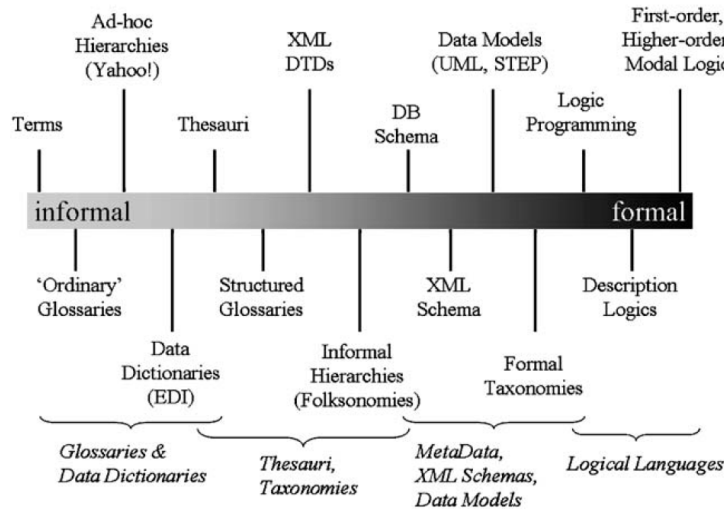 Ad-hoc
Hierarchies
(Yahoo!)
XML
DTDs
Data Models
(UML, STEP)
First-order,
Higher-order,
Modal Logic
Terms
Thesauri
DB
Schema
Logic
Programming
informal
formal
‘Ordinary’
Glossaries
Structured
Glossaries
XML
Schema
Description
Logics
Data
Dictionaries
(EDI)
Informal
Hierarchies
(Folksonomies)
Formal
Taxonomies
Glossaries &
Data Dictionaries
Thesauri,
Taxonomies
MetaData,
XML Schemas,
Data Models
Logical Languages